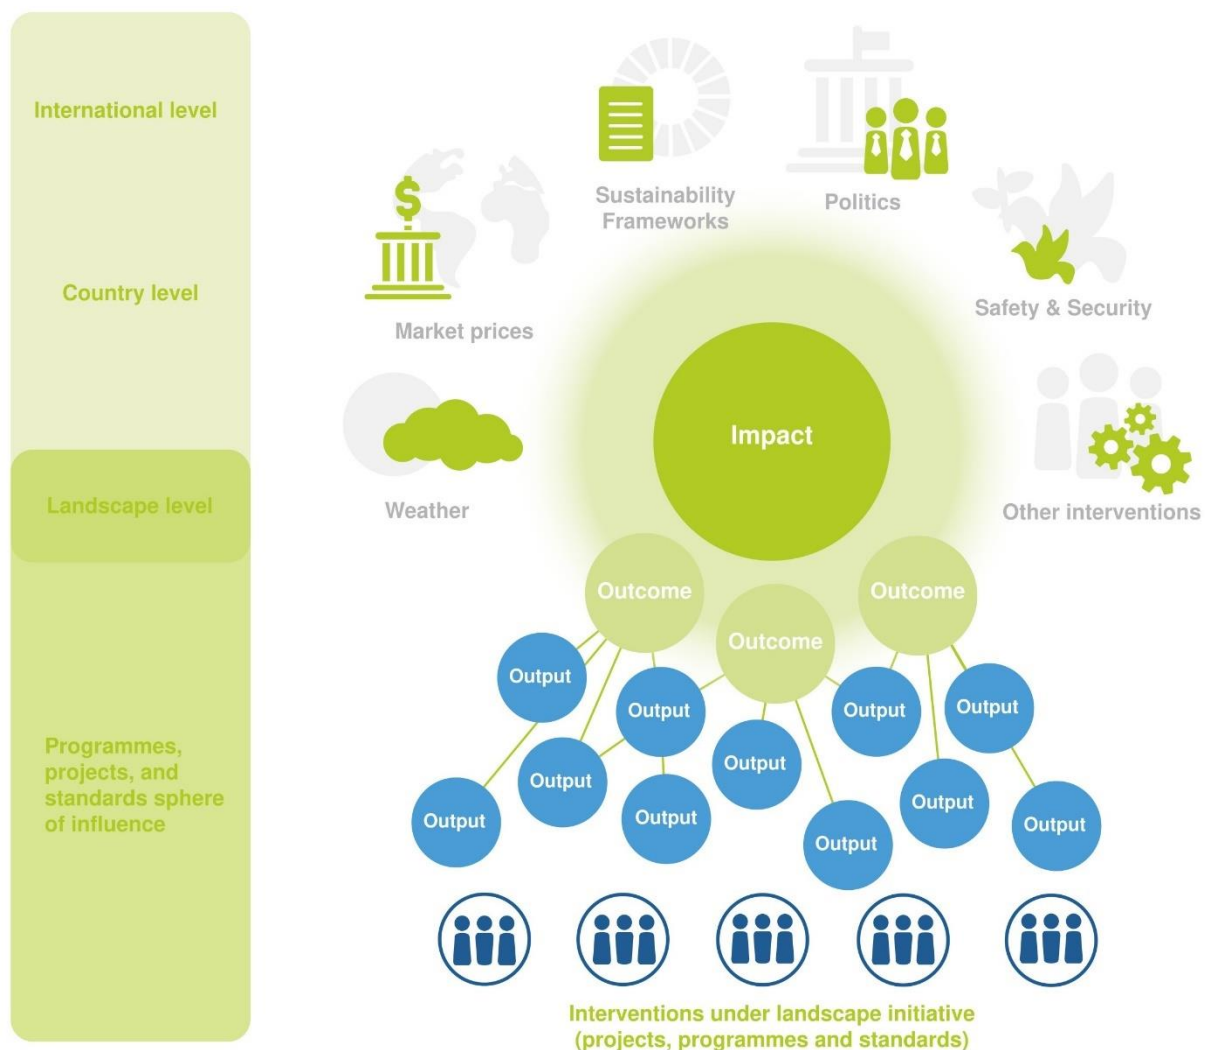 International level
Country level
Landscape level
Programmes,
projects, and
standards sphere
of influence
Sustainability
Frameworks
Politics
$
Market prices
Safety & Security
Weather
Impact
Other interventions
Outcome
Outcome
Outcome
Output
Output
Output
Output
Output
Output
Output
Output
Output
Output
Output
Interventions under landscape initiative
(projects, programmes and standards)